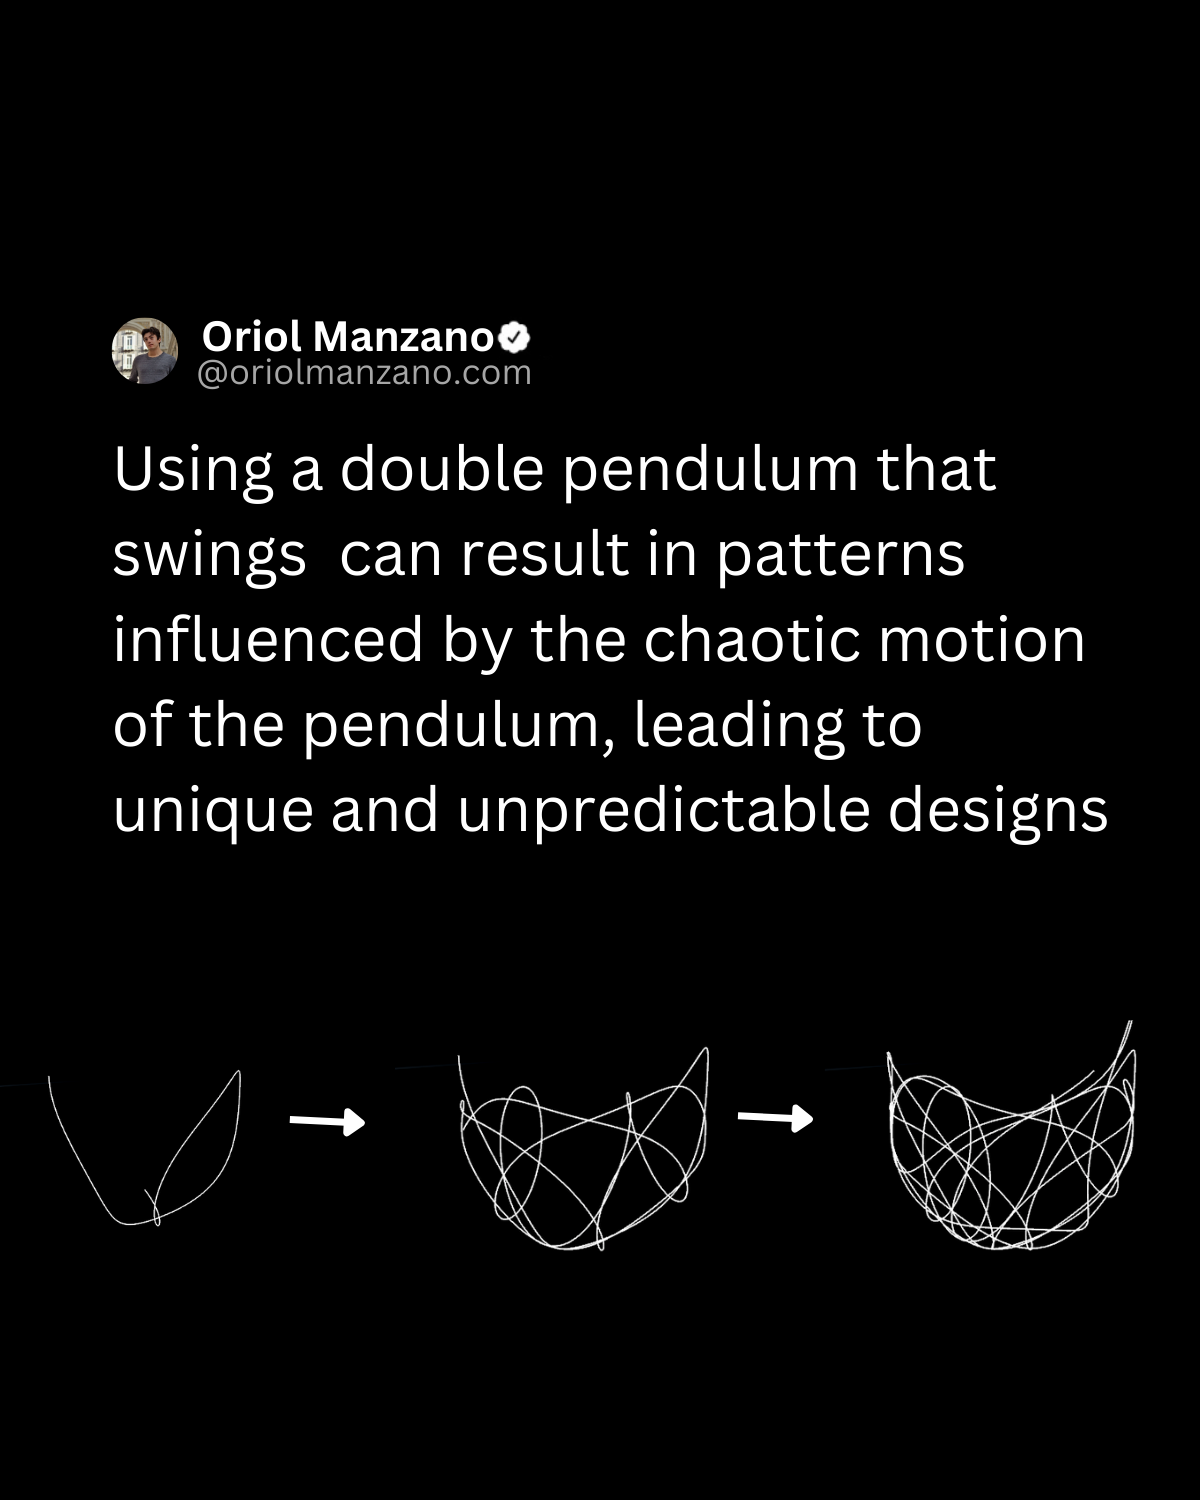 Oriol Manzano
@oriolmanzano.com
Using a double pendulum that
swings  can result in patterns
influenced by the chaotic motion
of the pendulum, leading to
unique and unpredictable designs